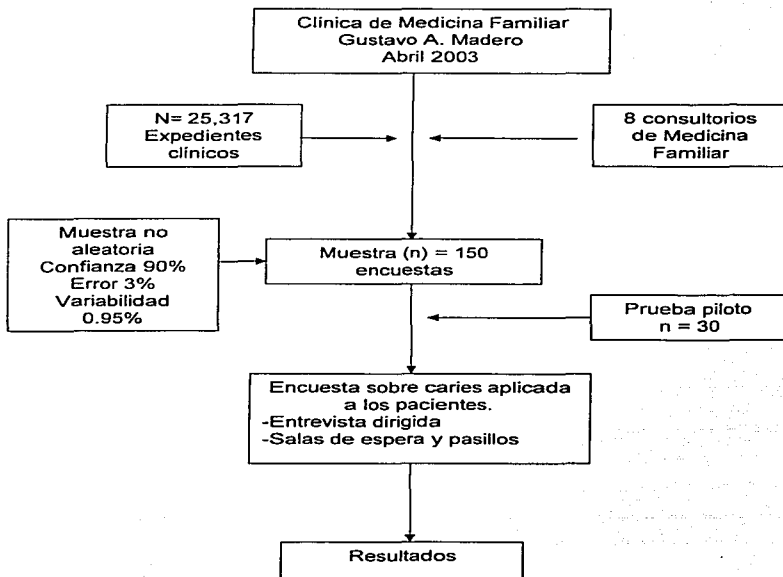 Clínica de Medicina Familiar
Gustavo A. Madero
Abril 2003
N= 25,317
Expedientes
clínicos
8 consultorios
de Medicina
Familiar
Muestra no
aleatoria
Confianza 90%
Error 3%
Variabilidad
0.95%
Muestra (n) = 150
encuestas
Prueba piloto
n = 30
Encuesta sobre caries aplicada
a los pacientes.
-Entrevista dirigida
-Salas de espera y pasillos
Resultados